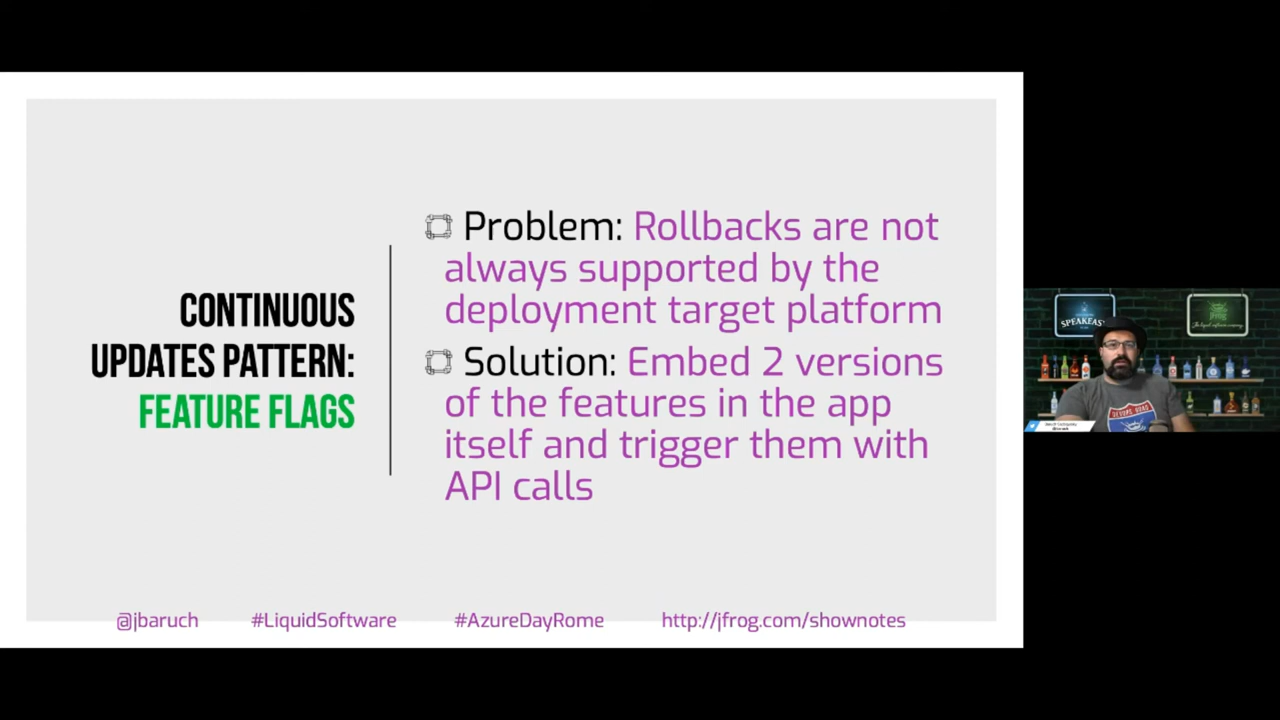 CONTINUOUS
UPDATES PATTERN:
FEATURE FLAGS
Problem: Rollbacks are not
always supported by the
deployment target platform
Solution: Embed 2 versions
of the features in the app
itself and trigger them with
API calls
@jbaruch #LiquidSoftware #AzureDayRome http://jfrog.com/shownotes
SPEAKEASY